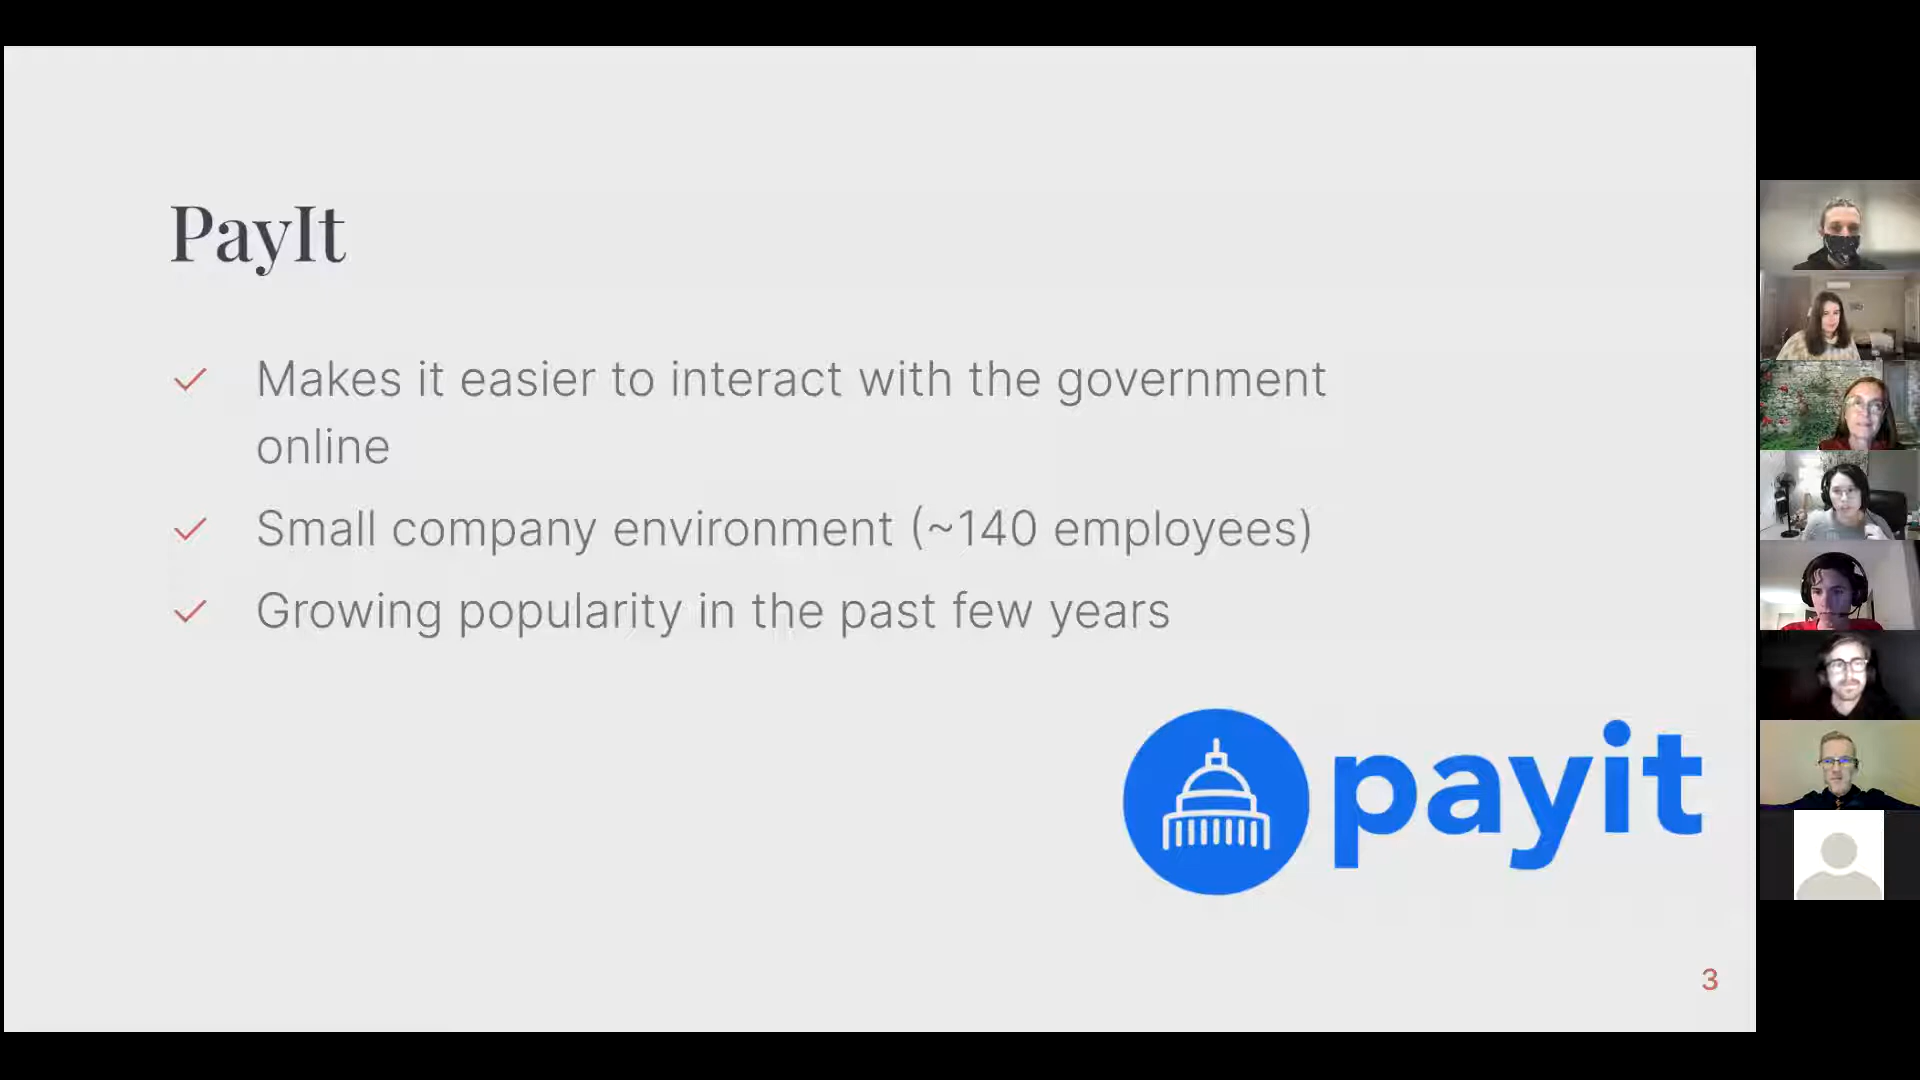 PayIt
Makes it easier to interact with the government
online
Small company environment (~140 employees)
Growing popularity in the past few years
payit
3